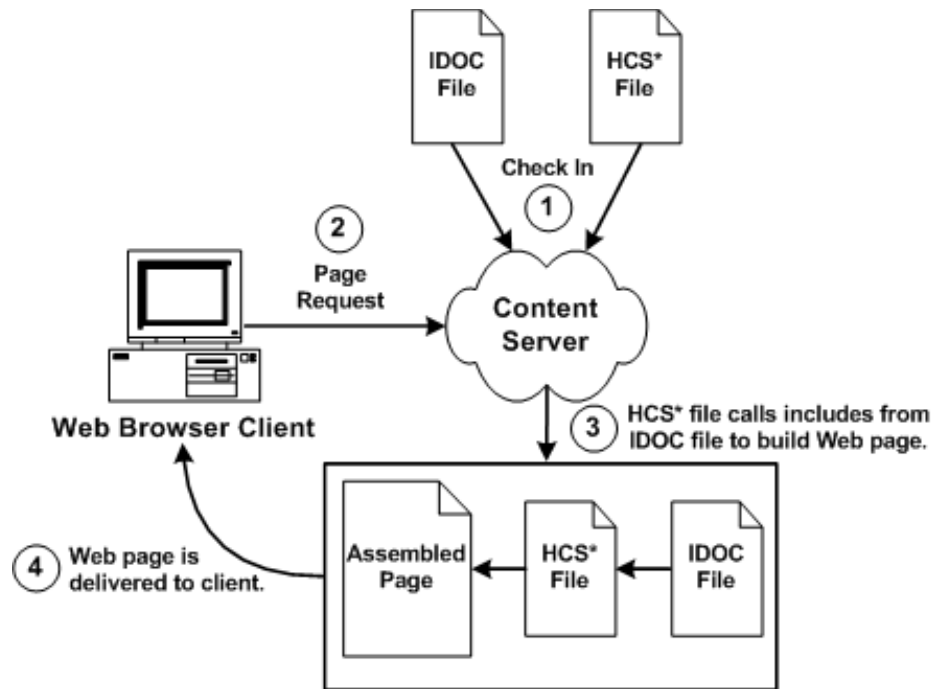 IDOC
File
HCS*
File
Check In
1
2
Page
Request
Content
Server
Web Browser Client
3
HCS* file calls includes from
IDOC file to build Web page.
Assembled
Page
HCS*
File
IDOC
File
4
Web page is
delivered to client.